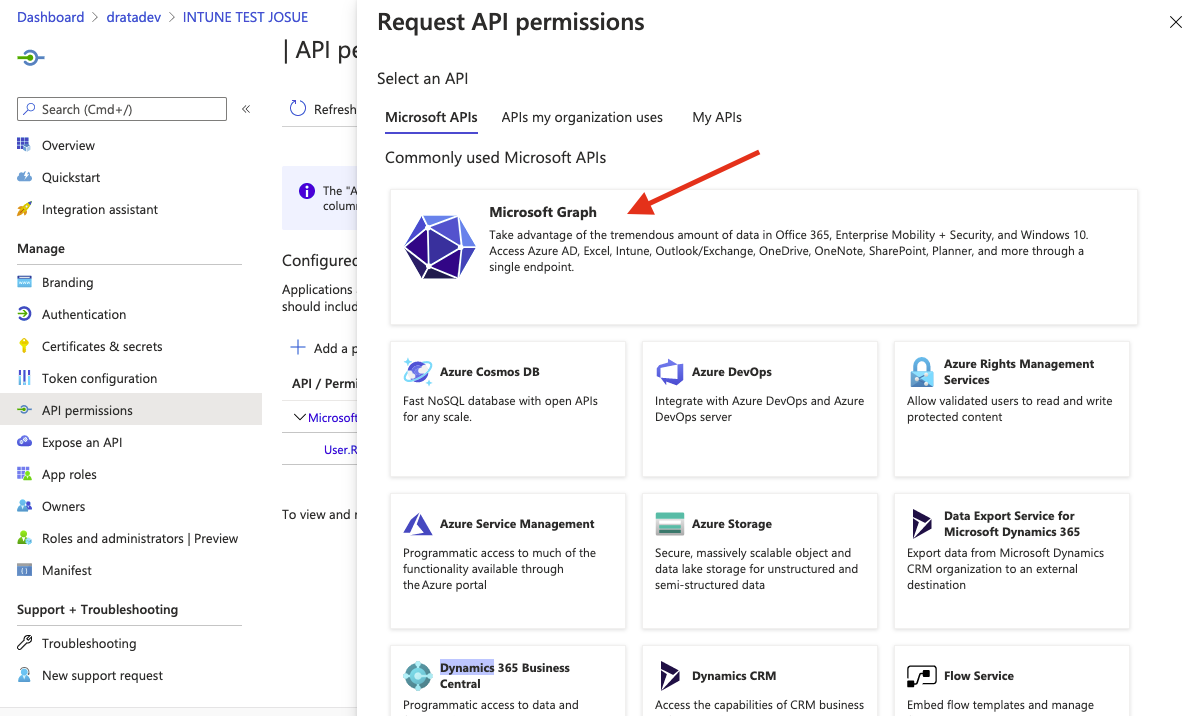 Dashboard > dratadev > INTUNE TEST JOSUE
| API pe
Search (Cmd+/)
«
Overview
Quickstart
Integration assistant
Manage
Branding
Authentication
Certificates & secrets
Token configuration
API permissions
Expose an API
App roles
Owners
Roles and administrators | Preview
Manifest
Support + Troubleshooting
Troubleshooting
New support request
Refresh
The "A
colum
Configured
Applications
should includ
Add a p
API / Permi
Microsoft
User.R
To view and
Request API permissions
Select an API
Microsoft APIs
APIs my organization uses
My APIs
Commonly used Microsoft APIs
Microsoft Graph
Take advantage of the tremendous amount of data in Office 365, Enterprise Mobility + Security, and Windows 10.
Access Azure AD, Excel, Intune, Outlook/Exchange, OneDrive, OneNote, SharePoint, Planner, and more through a
single endpoint.
Azure Cosmos DB
Fast NoSQL database with open APIs
for any scale.
Azure DevOps
Integrate with Azure DevOps and Azure
DevOps server
Azure Rights Management
Services
Allow validated users to read and write
protected content
Azure Service Management
Programmatic access to much of the
functionality available through
the Azure portal
Azure Storage
Secure, massively scalable object and
data lake storage for unstructured and
semi-structured data
Data Export Service for
Microsoft Dynamics 365
Export data from Microsoft Dynamics
CRM organization to an external
destination
Dynamics 365 Business
Central
Programmatic access to data and
Dynamics CRM
Access the capabilities of CRM business
Flow Service
Embed flow templates and manage